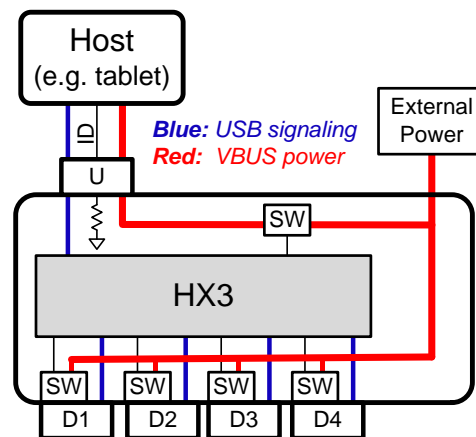 Host
(e.g. tablet)
ID
Blue: USB signaling
Red: VBUS power
External
Power
U
SW
HX3
SW
SW
SW
SW
D1
D2
D3
D4